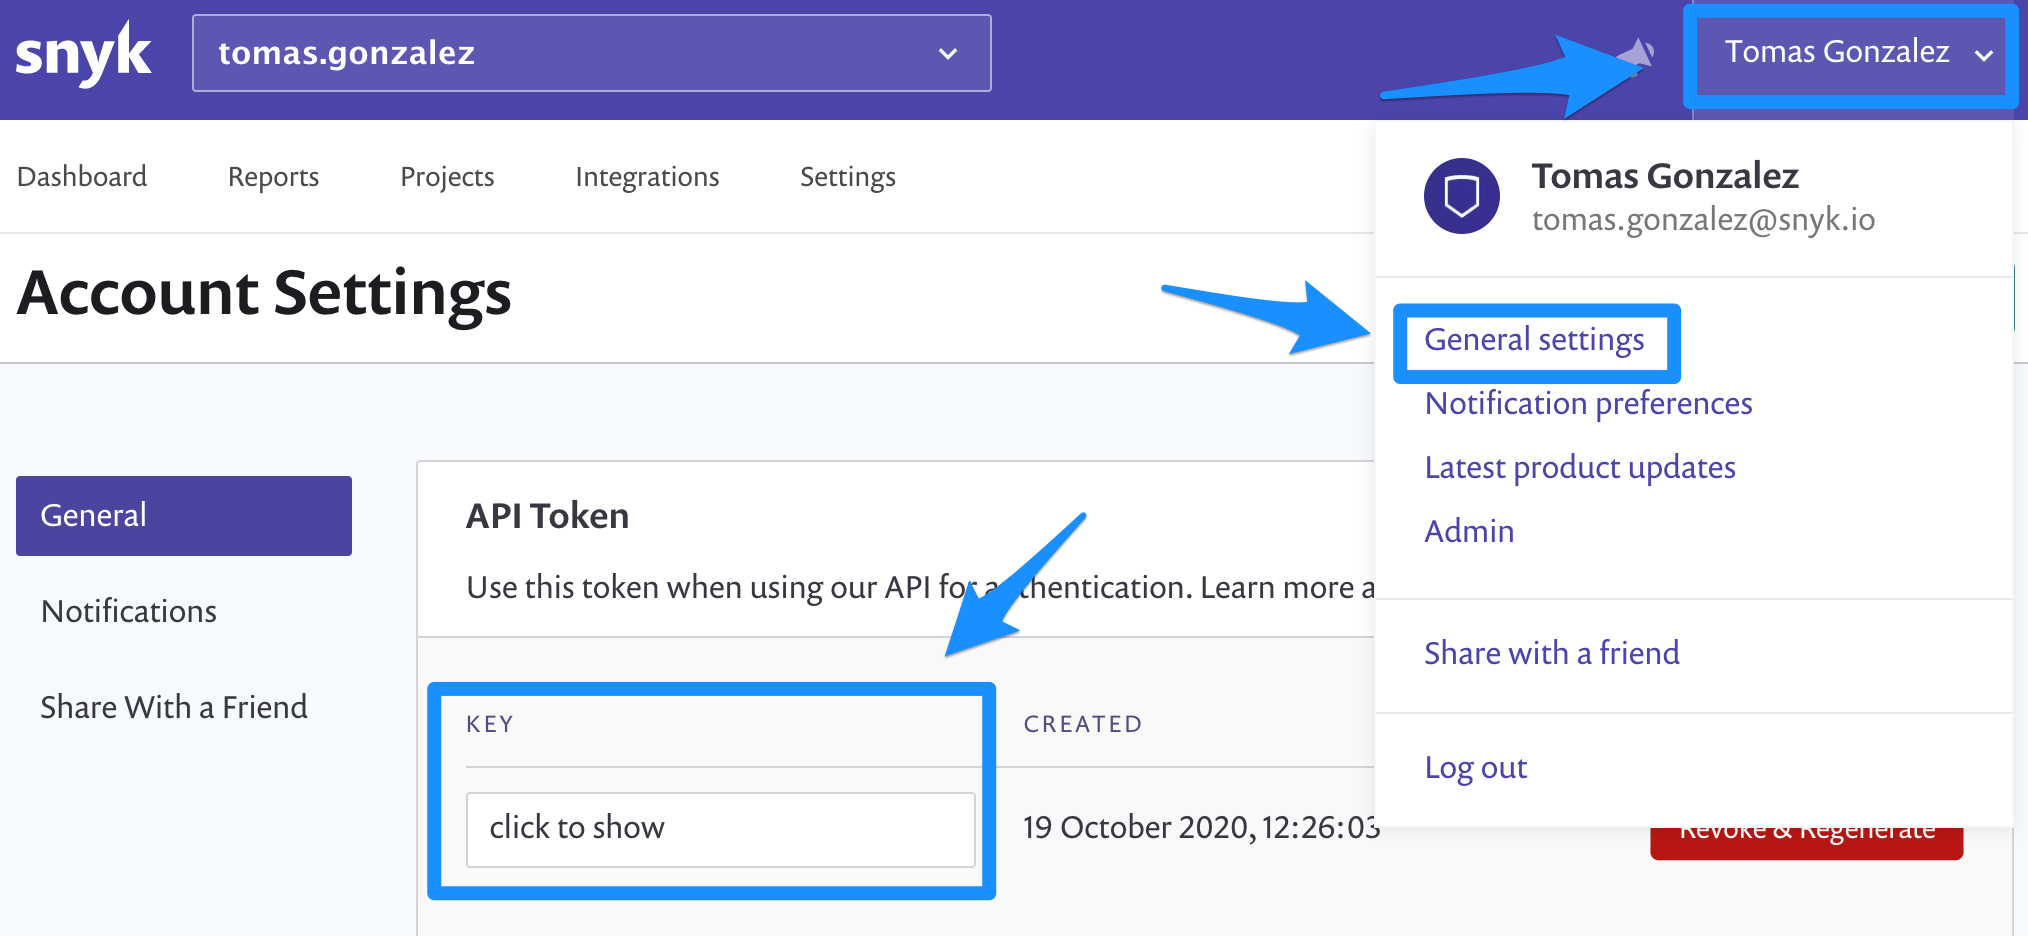 snyk
tomas.gonzalez
Tomas Gonzalez
Dashboard
Reports
Projects
Integrations
Settings
Tomas Gonzalez
tomas.gonzalez@snyk.io
Account Settings
General settings
Notification preferences
Latest product updates
Admin
Share with a friend
Log out
General
Notifications
Share With a Friend
API Token
Use this token when using our API for authentication. Learn more a
KEY
CREATED
click to show
19 October 2020, 12:26:03
Revoke & Regenerate